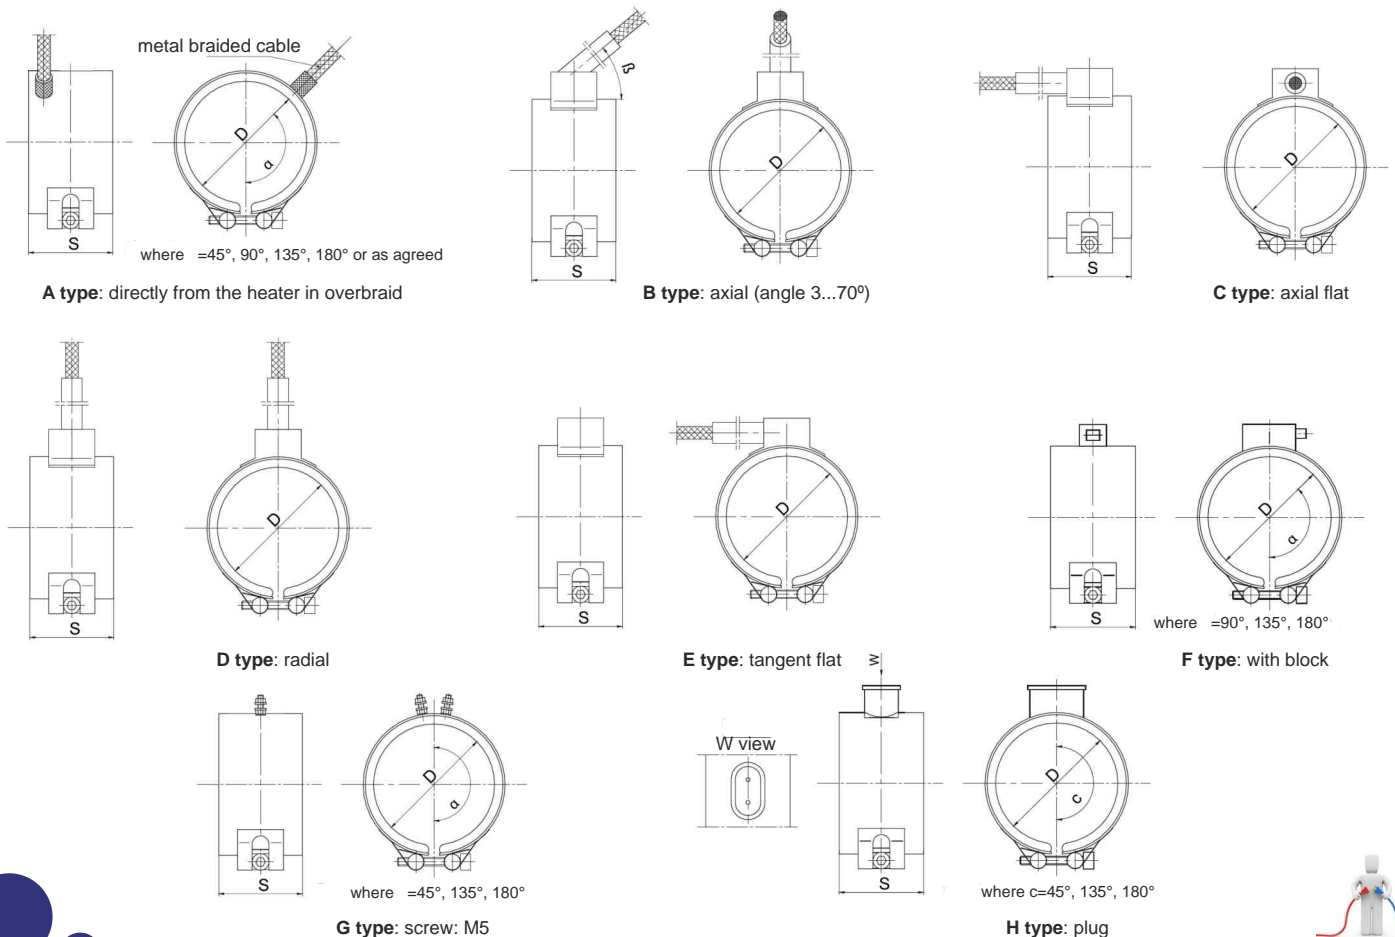 metal braided cable
ß
D
α
D
D
S
S
S
where =45°, 90°, 135°, 180° or as agreed
A type: directly from the heater in overbraid
B type: axial (angle 3...70º)
C type: axial flat
D
D
D
α
S
S
S
where =90°, 135°, 180°
D type: radial
E type: tangent flat
F type: with block
W
W view
D
α
D
c
S
S
where =45°, 135°, 180°
where c=45°, 135°, 180°
G type: screw: M5
H type: plug